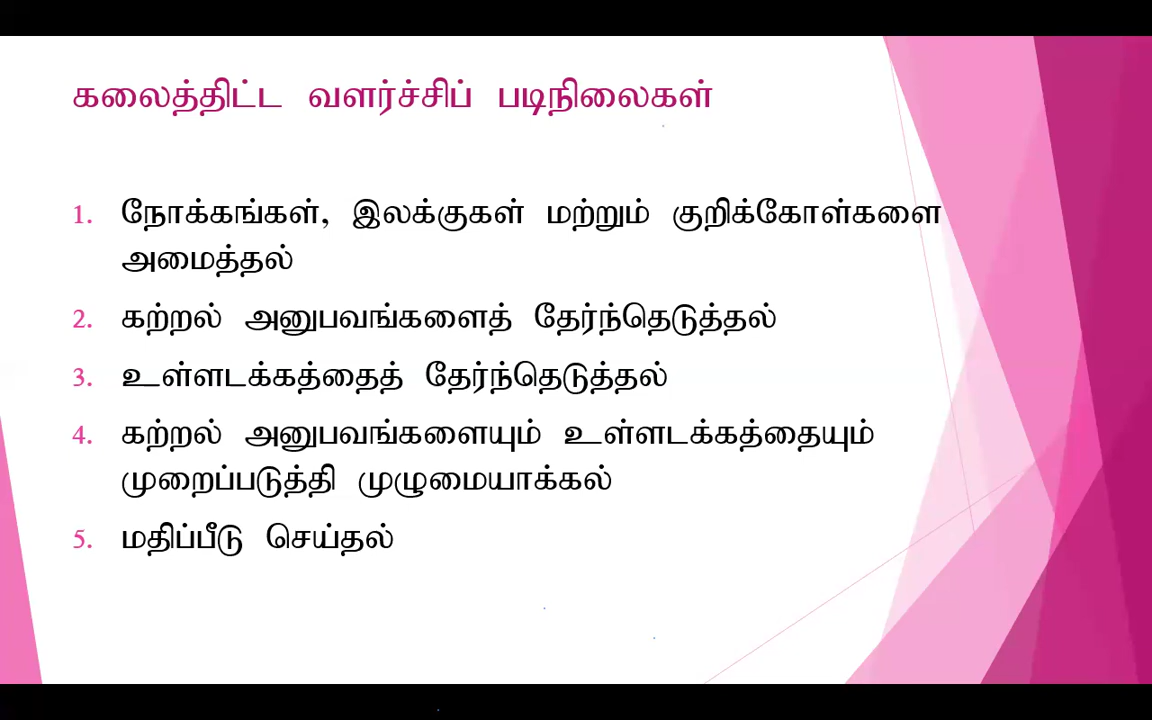 கலைத்திட்ட வளர்ச்சிப் படிநிலைகள்
1. நோக்கங்கள், இலக்குகள் மற்றும் குறிக்கோள்களை
அமைத்தல்
2. கற்றல் அனுபவங்களைத் தேர்ந்தெடுத்தல்
3. உள்ளடக்கத்தைத் தேர்ந்தெடுத்தல்
4. கற்றல் அனுபவங்களையும் உள்ளடக்கத்தையும்
முறைப்படுத்தி முழுமையாக்கல்
5. மதிப்பீடு செய்தல்